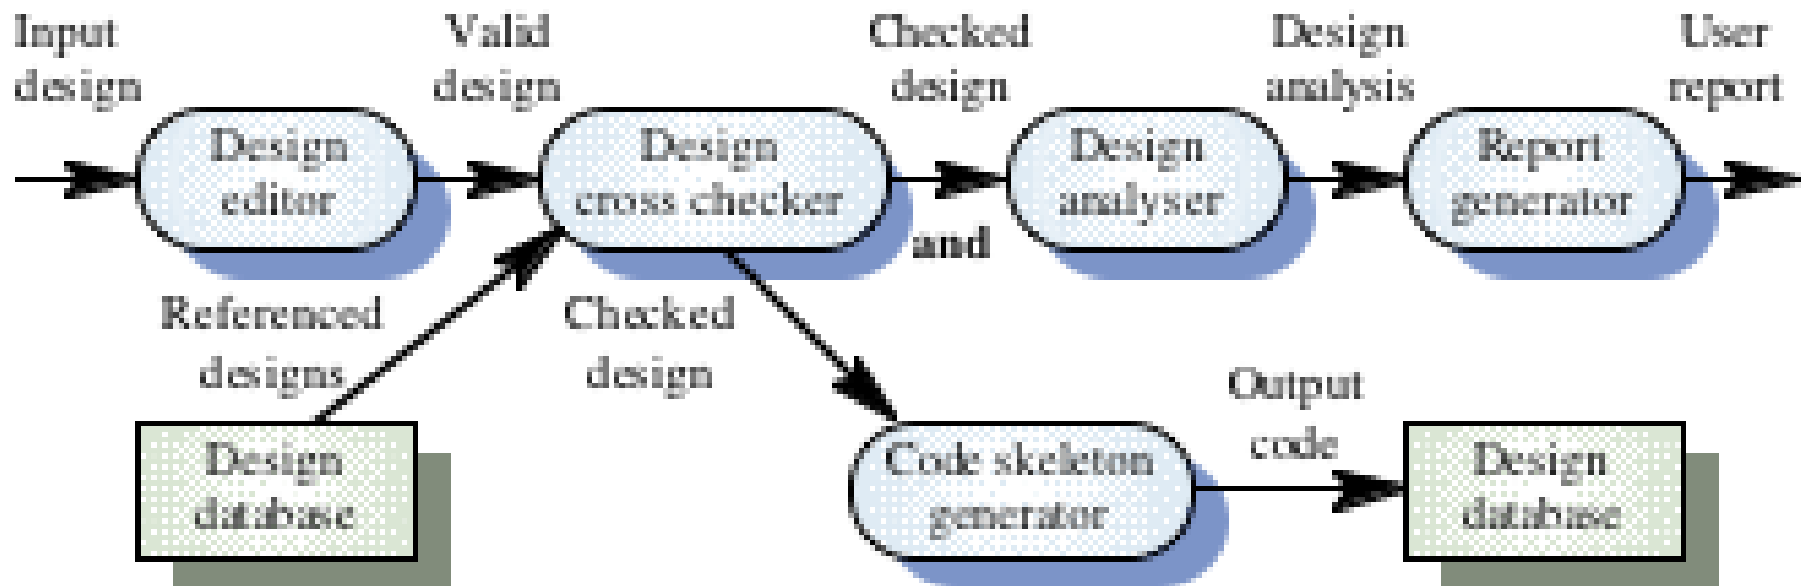 Input
design
Valid
design
Checked
design
Design
analysis
User
report
Design
editor
Design
cross checker
Design
analyser
Report
generator
and
Referenced
designs
Checked
design
Output
code
Design
database
Code skeleton
generator
Design
database